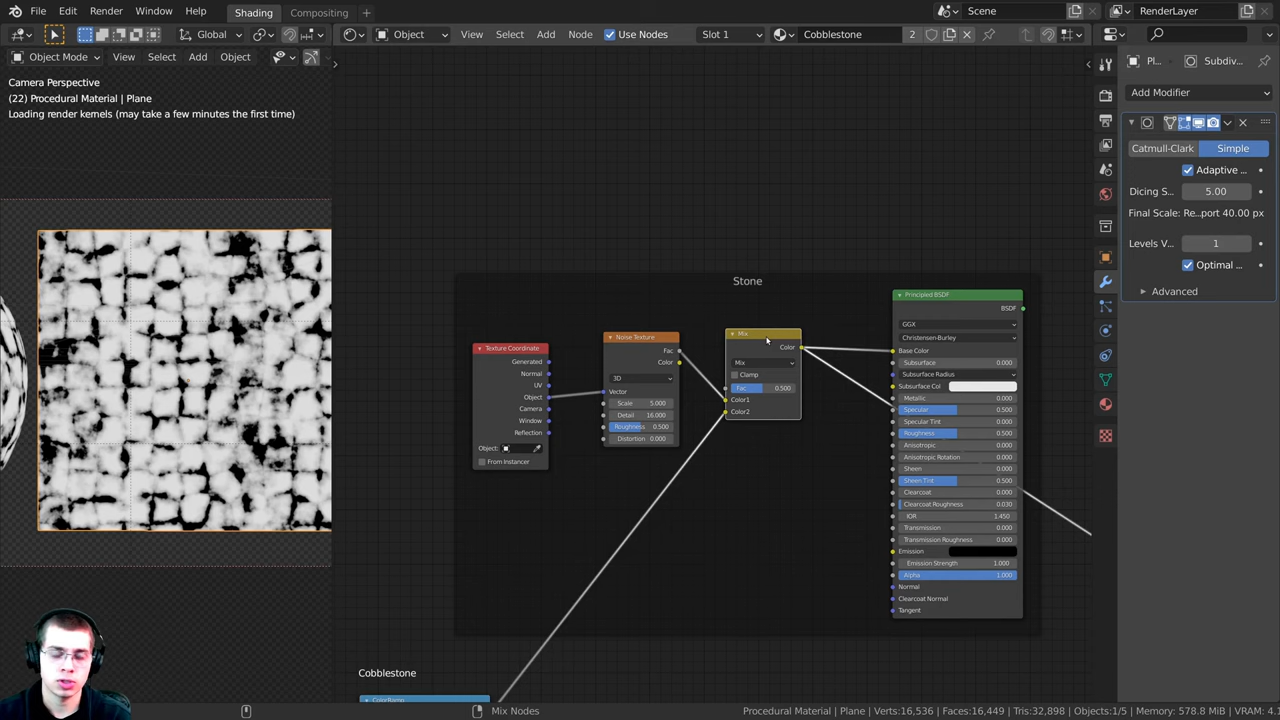 File Edit Render Window Help Shading Compositing + Scene RenderLayer
Global Object View Select Add Node Use Nodes Slot 1 Cobblestone 2
Object Mode View Select Add Object
Camera Perspective
(22) Procedural Material | Plane
Loading render kernels (may take a few minutes the first time)
Pl... Subdiv...
Add Modifier
Catmull-Clark Simple
Adaptive ...
Dicing S... 5.00
Final Scale: Re...port 40.00 px
Levels V... 1
Optimal ...
Advanced
Stone
Texture Coordinate
Generated
Normal
UV
Object
Camera
Window
Reflection
Object:
From Instancer
Noise Texture
Fac
Color
3D
Vector
Scale 5.000
Detail 16.000
Roughness 0.500
Distortion 0.000
Mix
Color
Mix
Clamp
Fac 0.500
Color1
Color2
Principled BSDF
BSDF
GGX
Christensen-Burley
Base Color
Subsurface 0.000
Subsurface Radius
Subsurface Col
Metallic 0.000
Specular 0.500
Specular Tint 0.000
Roughness 0.500
Anisotropic 0.000
Anisotropic Rotation 0.000
Sheen 0.000
Sheen Tint 0.500
Clearcoat 0.000
Clearcoat Roughness 0.030
IOR 1.450
Transmission 0.000
Transmission Roughness 0.000
Emission
Emission Strength 1.000
Alpha 1.000
Normal
Clearcoat Normal
Tangent
Cobblestone
ColorRamp
Mix Nodes
Procedural Material | Plane | Verts:16,536 | Faces:16,449 | Tris:32,898 | Objects:1/5 | Memory: 578.8 MiB | VRAM: 4.1